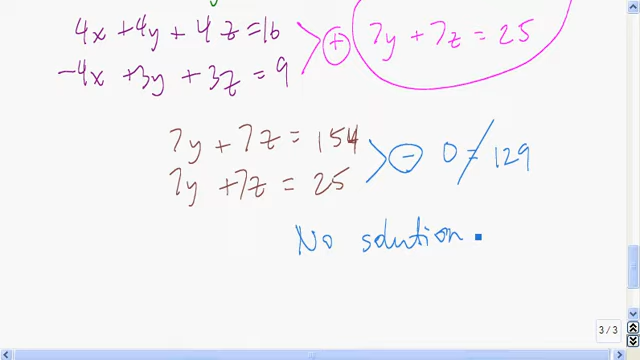 4x + 4y + 4z = 16
-4x + 3y + 3z = 9
+ 7y + 7z = 25
7y + 7z = 154
7y + 7z = 25
- 0 ≠ 129
No solution.
3 / 3